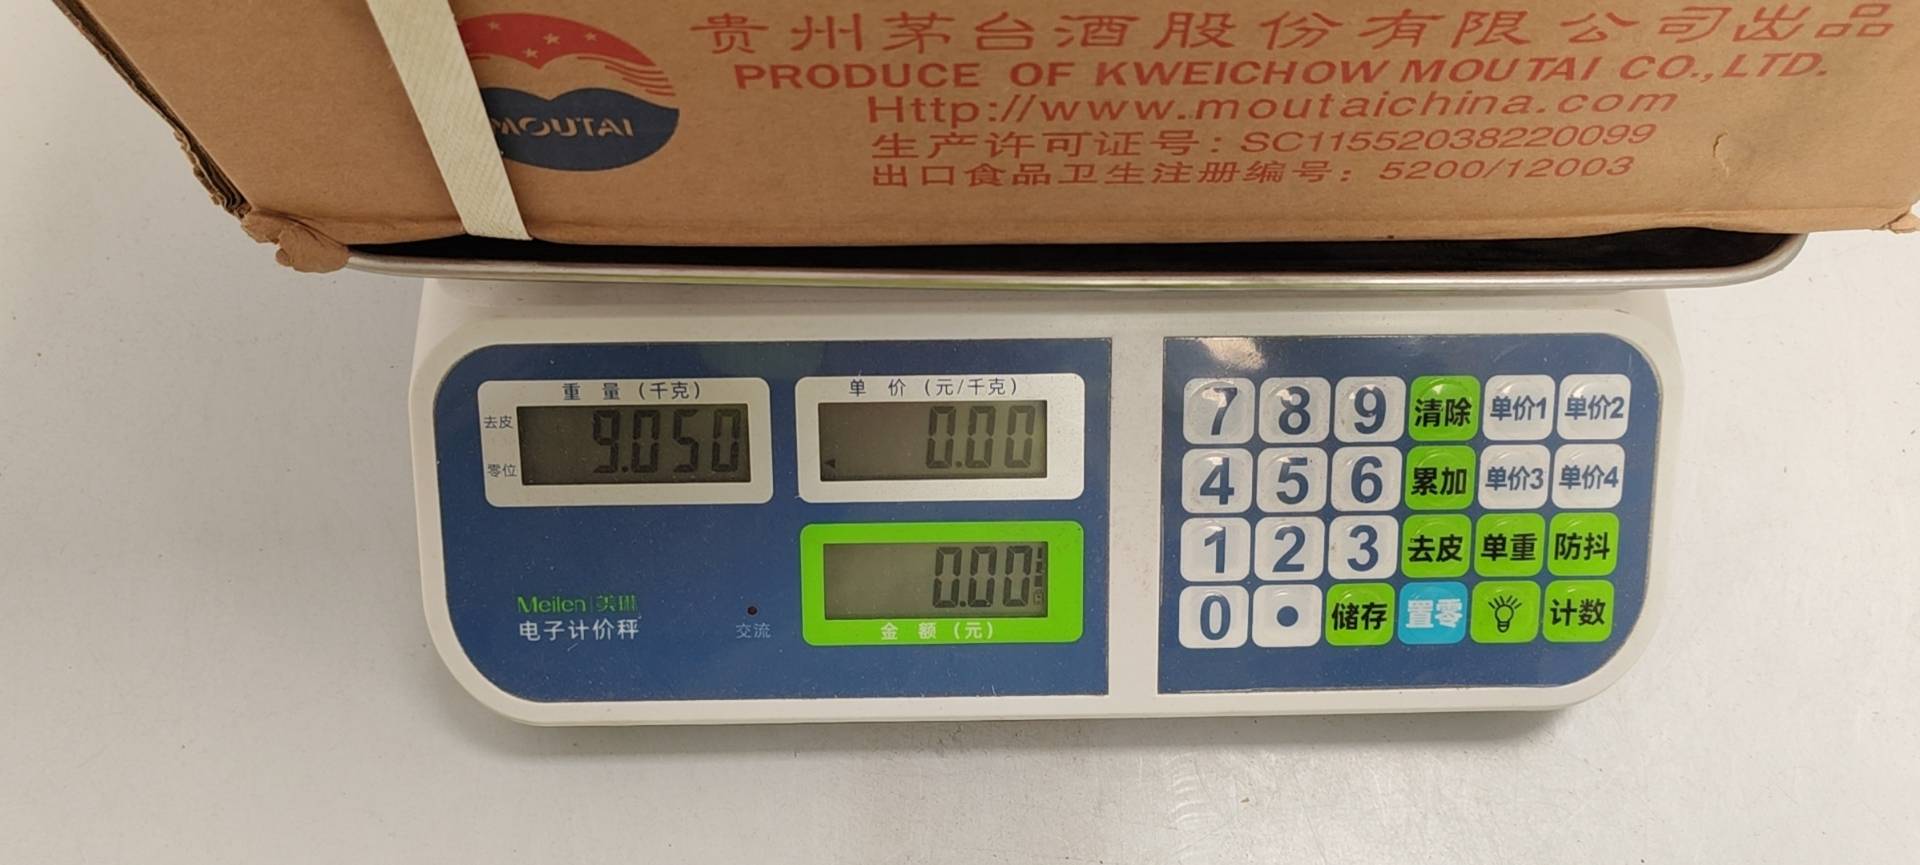 贵州茅台酒股份有限公司出品
PRODUCE OF KWEICHOW MOUTAI CO.,LTD.
Http://www.moutaichina.com
生产许可证号：SC11552038220099
出口食品卫生注册编号：5200/12003
MOUTAI
重量(千克)
去皮
零位
9.050
单价(元/千克)
0.00
0.00
金额(元)
Meilen|美琳
电子计价秤
交流
7 8 9 清除 单价1 单价2
4 5 6 累加 单价3 单价4
1 2 3 去皮 单重 防抖
0 • 储存 置零 计数